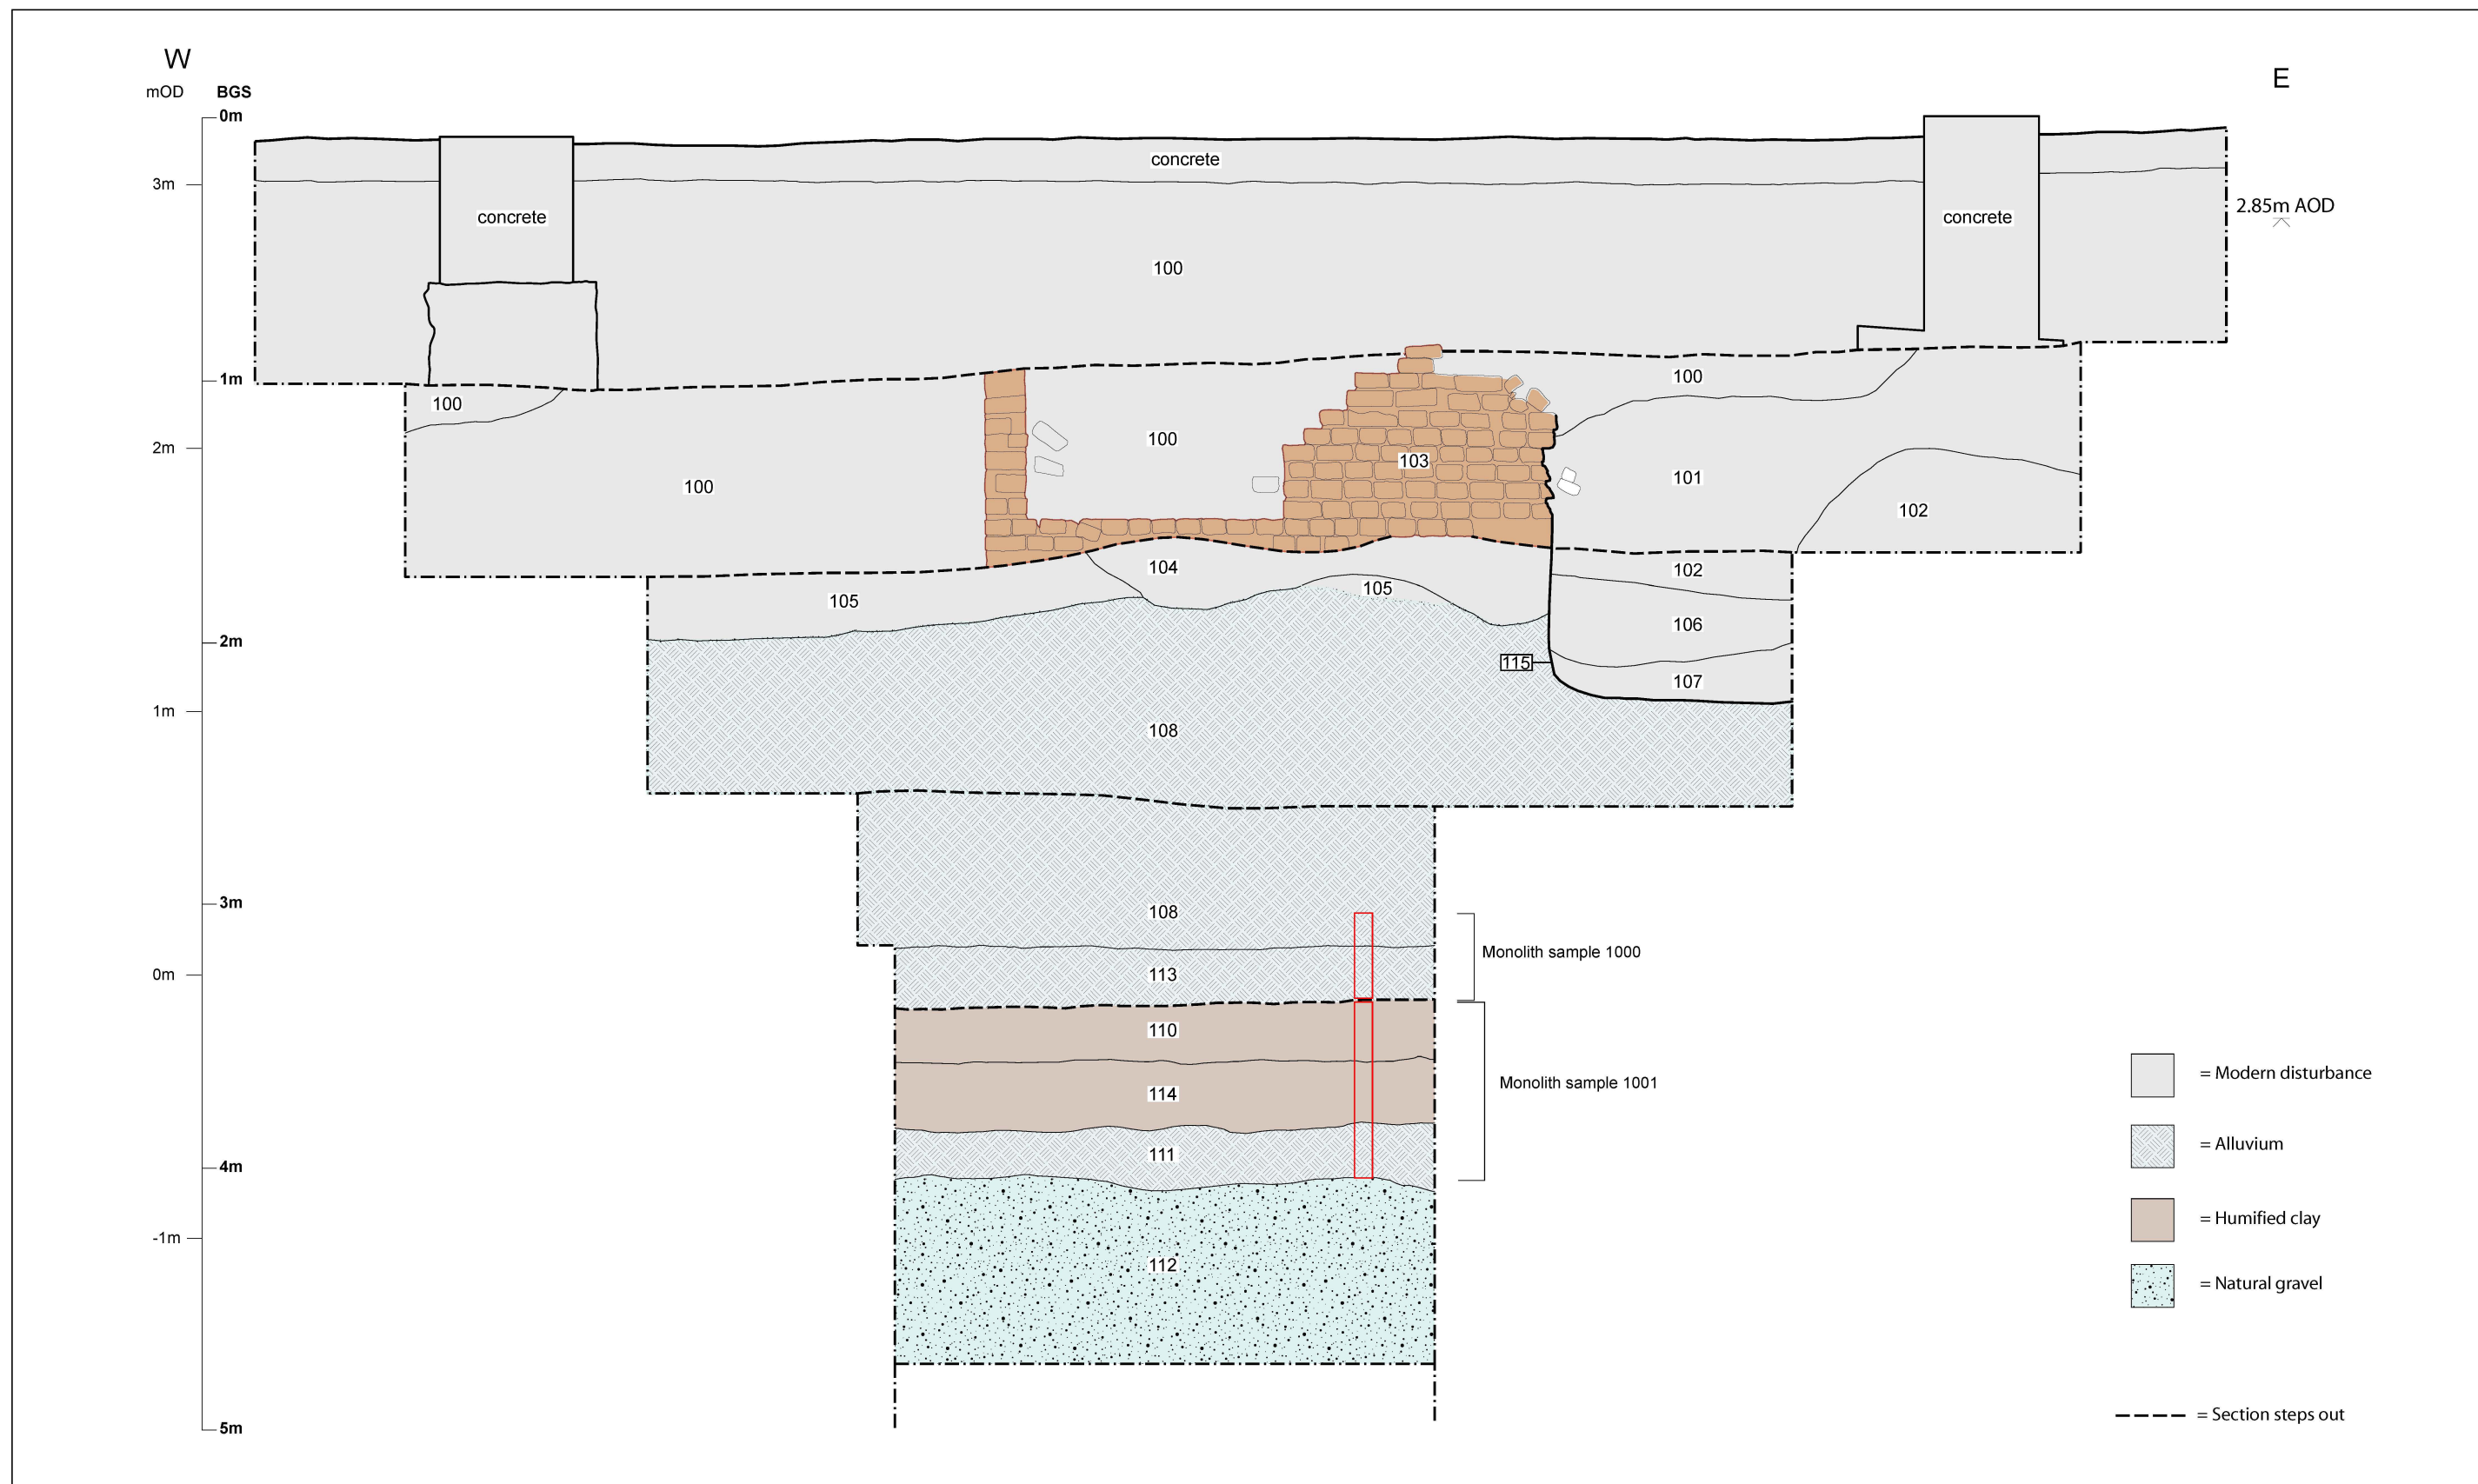 W
E
mOD BGS
0m
concrete
3m
2.85m AOD
concrete
concrete
100
1m
100
100
2m
100
103
101
100
102
104
102
105
105
106
2m
115
107
1m
108
3m
108
Monolith sample 1000
0m
113
110
= Modern disturbance
Monolith sample 1001
114
= Alluvium
111
4m
= Humified clay
-1m
112
= Natural gravel
= Section steps out
5m